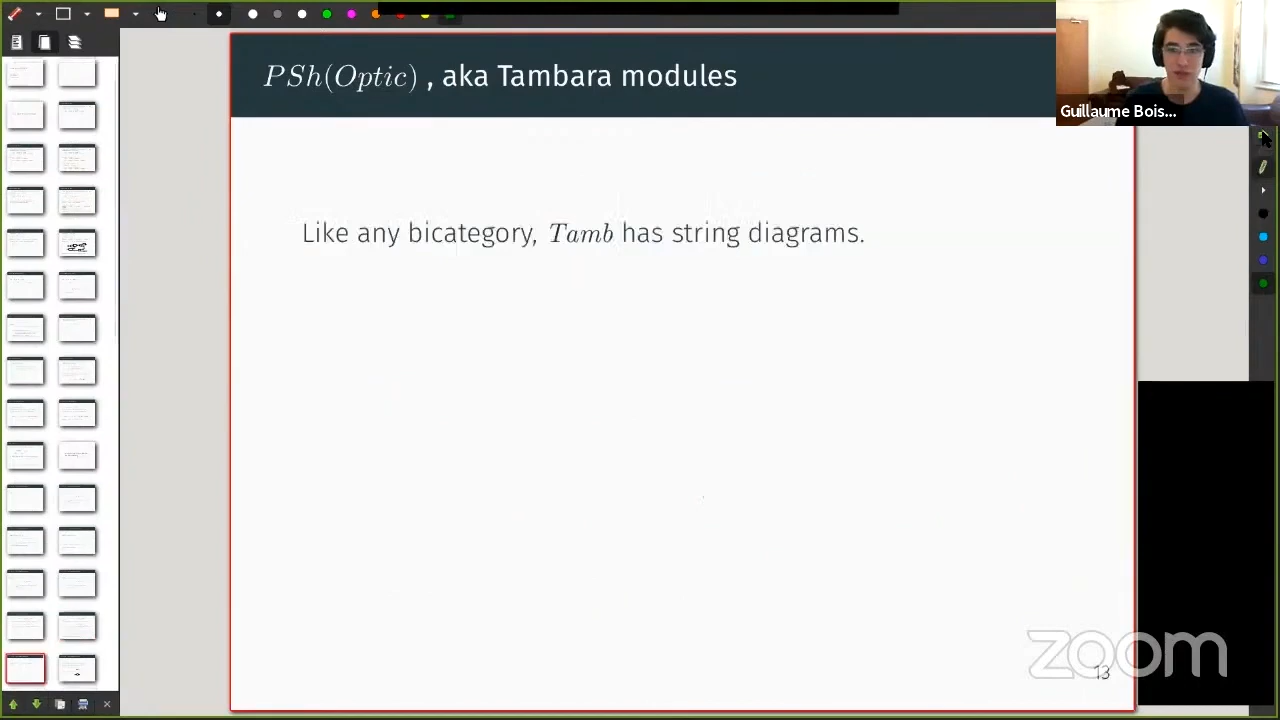 PSh(Optic) , aka Tambara modules
Guillaume Bois...
Like any bicategory, Tamb has string diagrams.
zoom
13